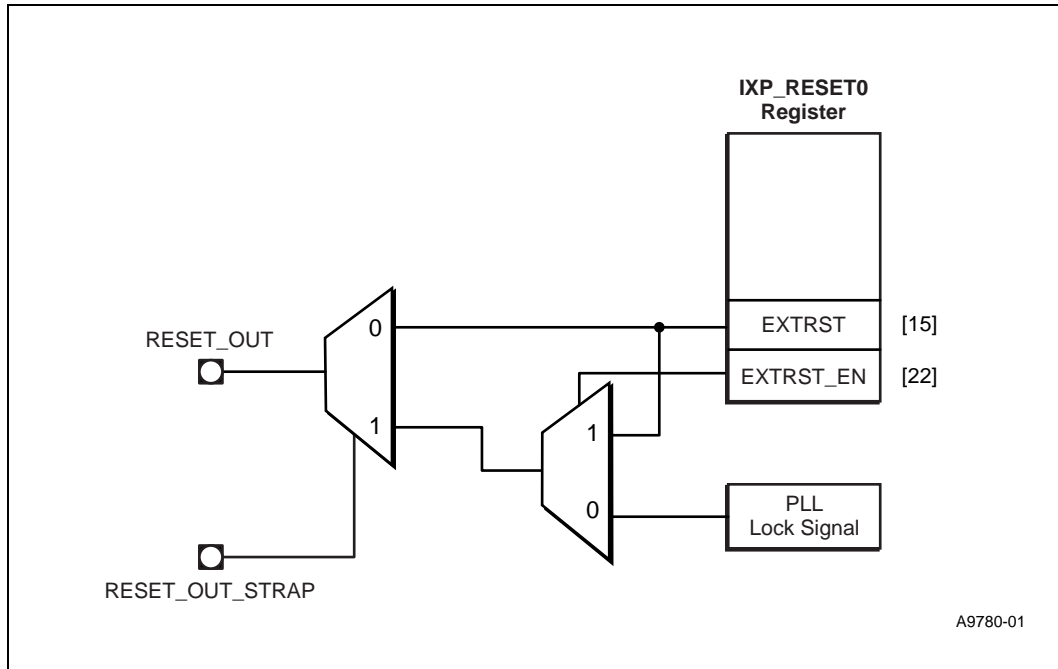 IXP_RESET0
Register
EXTRST
[15]
EXTRST_EN
[22]
RESET_OUT
0
1
1
0
PLL
Lock Signal
RESET_OUT_STRAP
A9780-01